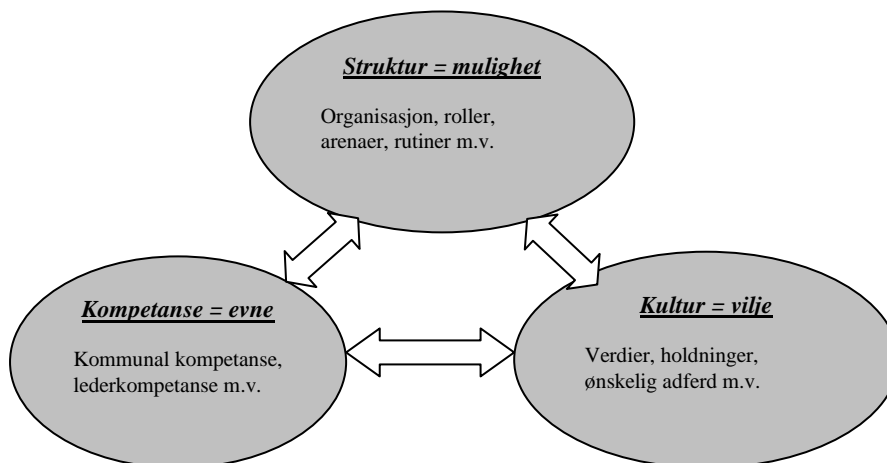 Struktur = mulighet
Organisasjon, roller,
arenaer, rutiner m.v.
Kompetanse = evne
Kommunal kompetanse,
lederkompetanse m.v.
Kultur = vilje
Verdier, holdninger,
ønskelig adferd m.v.